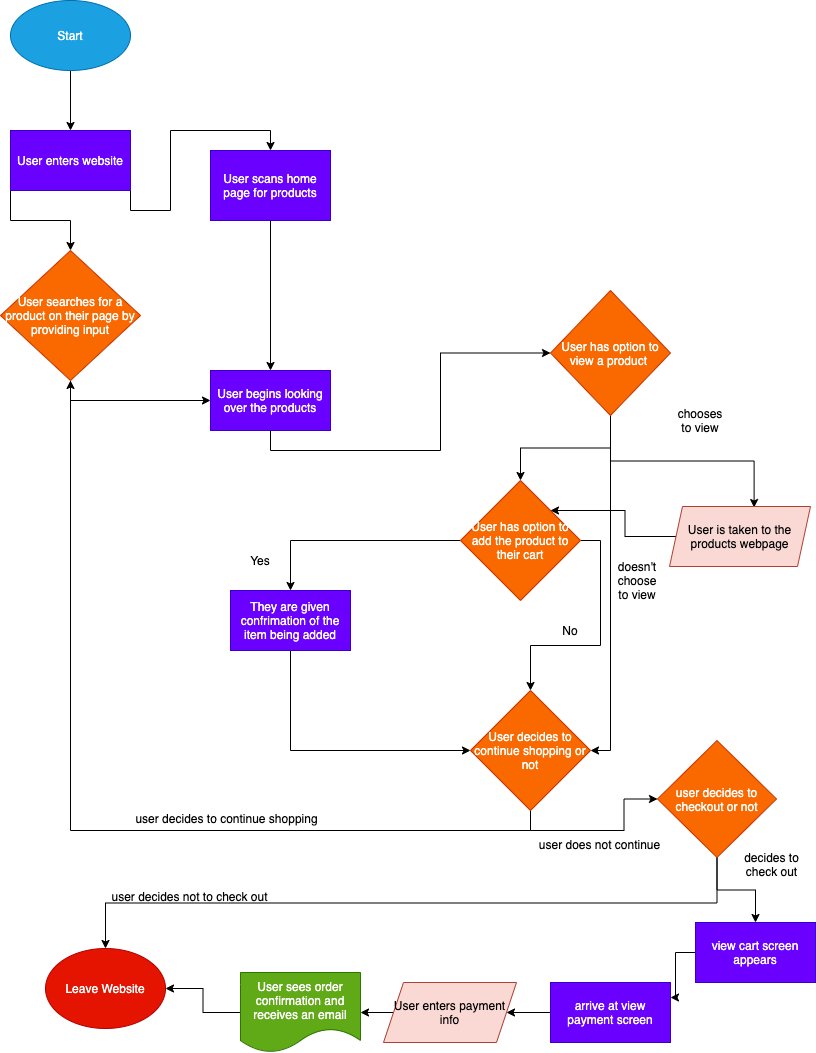 Start
User enters website
User scans home
page for products
User searches for a
product on their page by
providing input
User has option to
view a product
User begins looking
over the products
chooses
to view
User has option to
add the product to
their cart
User is taken to the
products webpage
Yes
doesn't
choose
to view
They are given
confrimation of the
item being added
No
User decides to
continue shopping or
not
user decides to
checkout or not
user decides to continue shopping
user does not continue
decides to
check out
user decides not to check out
view cart screen
appears
Leave Website
User sees order
confirmation and
receives an email
User enters payment
info
arrive at view
payment screen